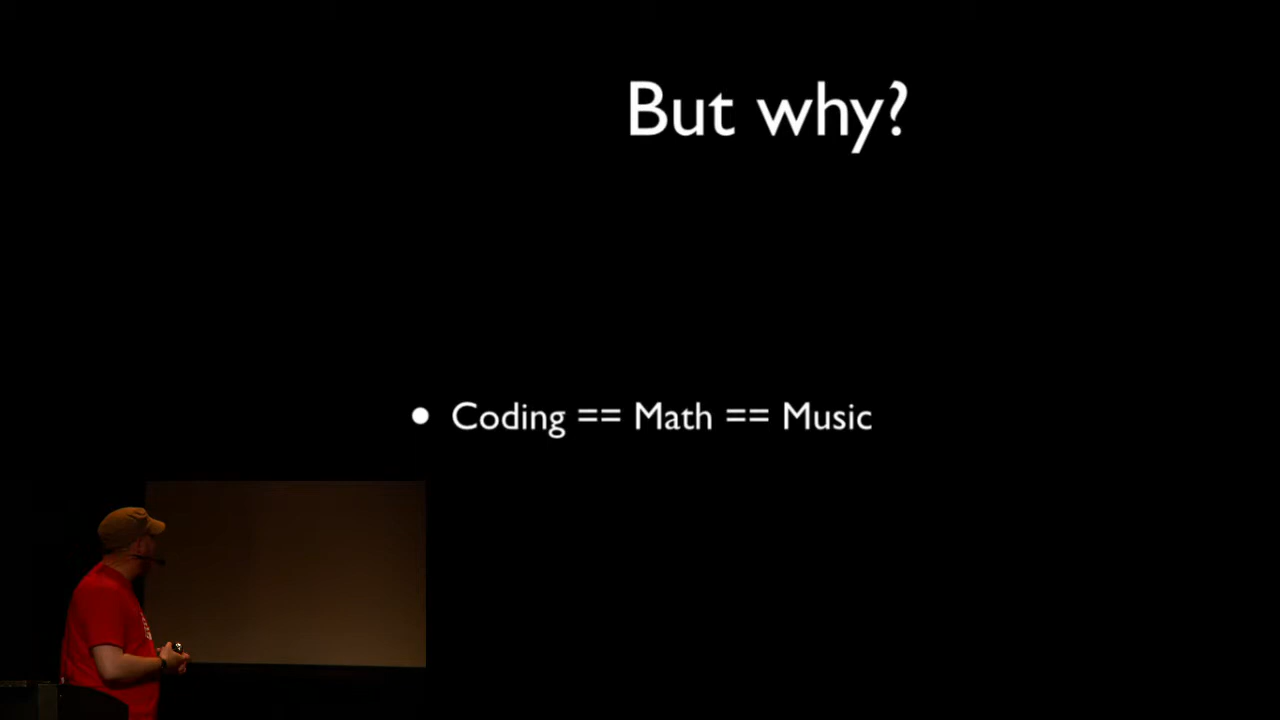 But why?
• Coding == Math == Music